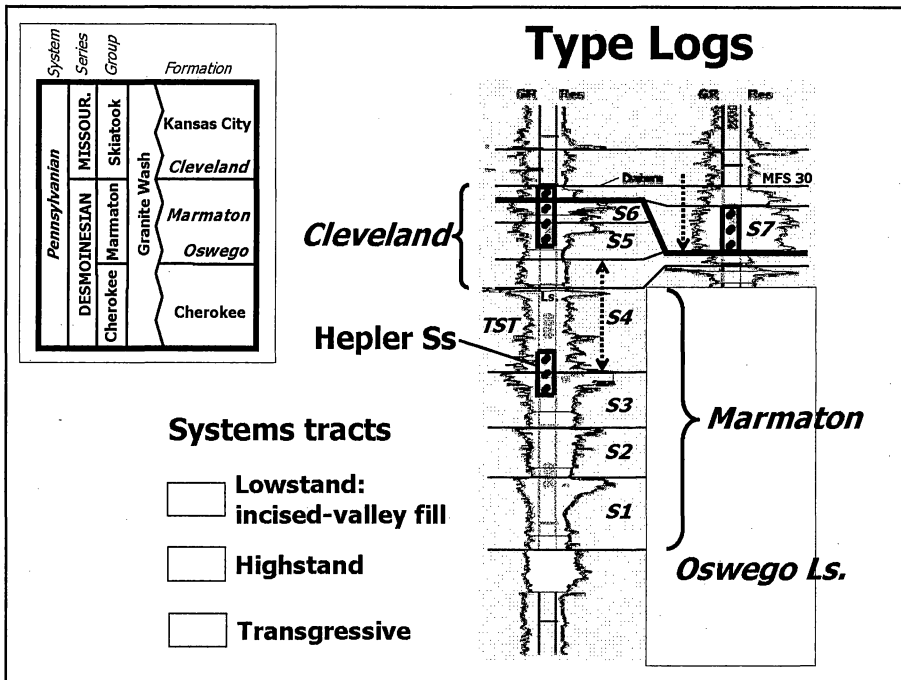 Type Logs
System
Series
Group
Formation
Pennsylvanian
DESMOINESIAN
MISSOUR.
Cherokee
Marmaton
Skiatook
Granite Wash
Kansas City
Cleveland
Marmaton
Oswego
Cherokee
GR Res
GR Res
MFS 30
Cleveland
S6
S5
S7
Ls.
TST
S4
Hepler Ss
S3
Marmaton
S2
S1
Oswego Ls.
Systems tracts
Lowstand:
incised-valley fill
Highstand
Transgressive